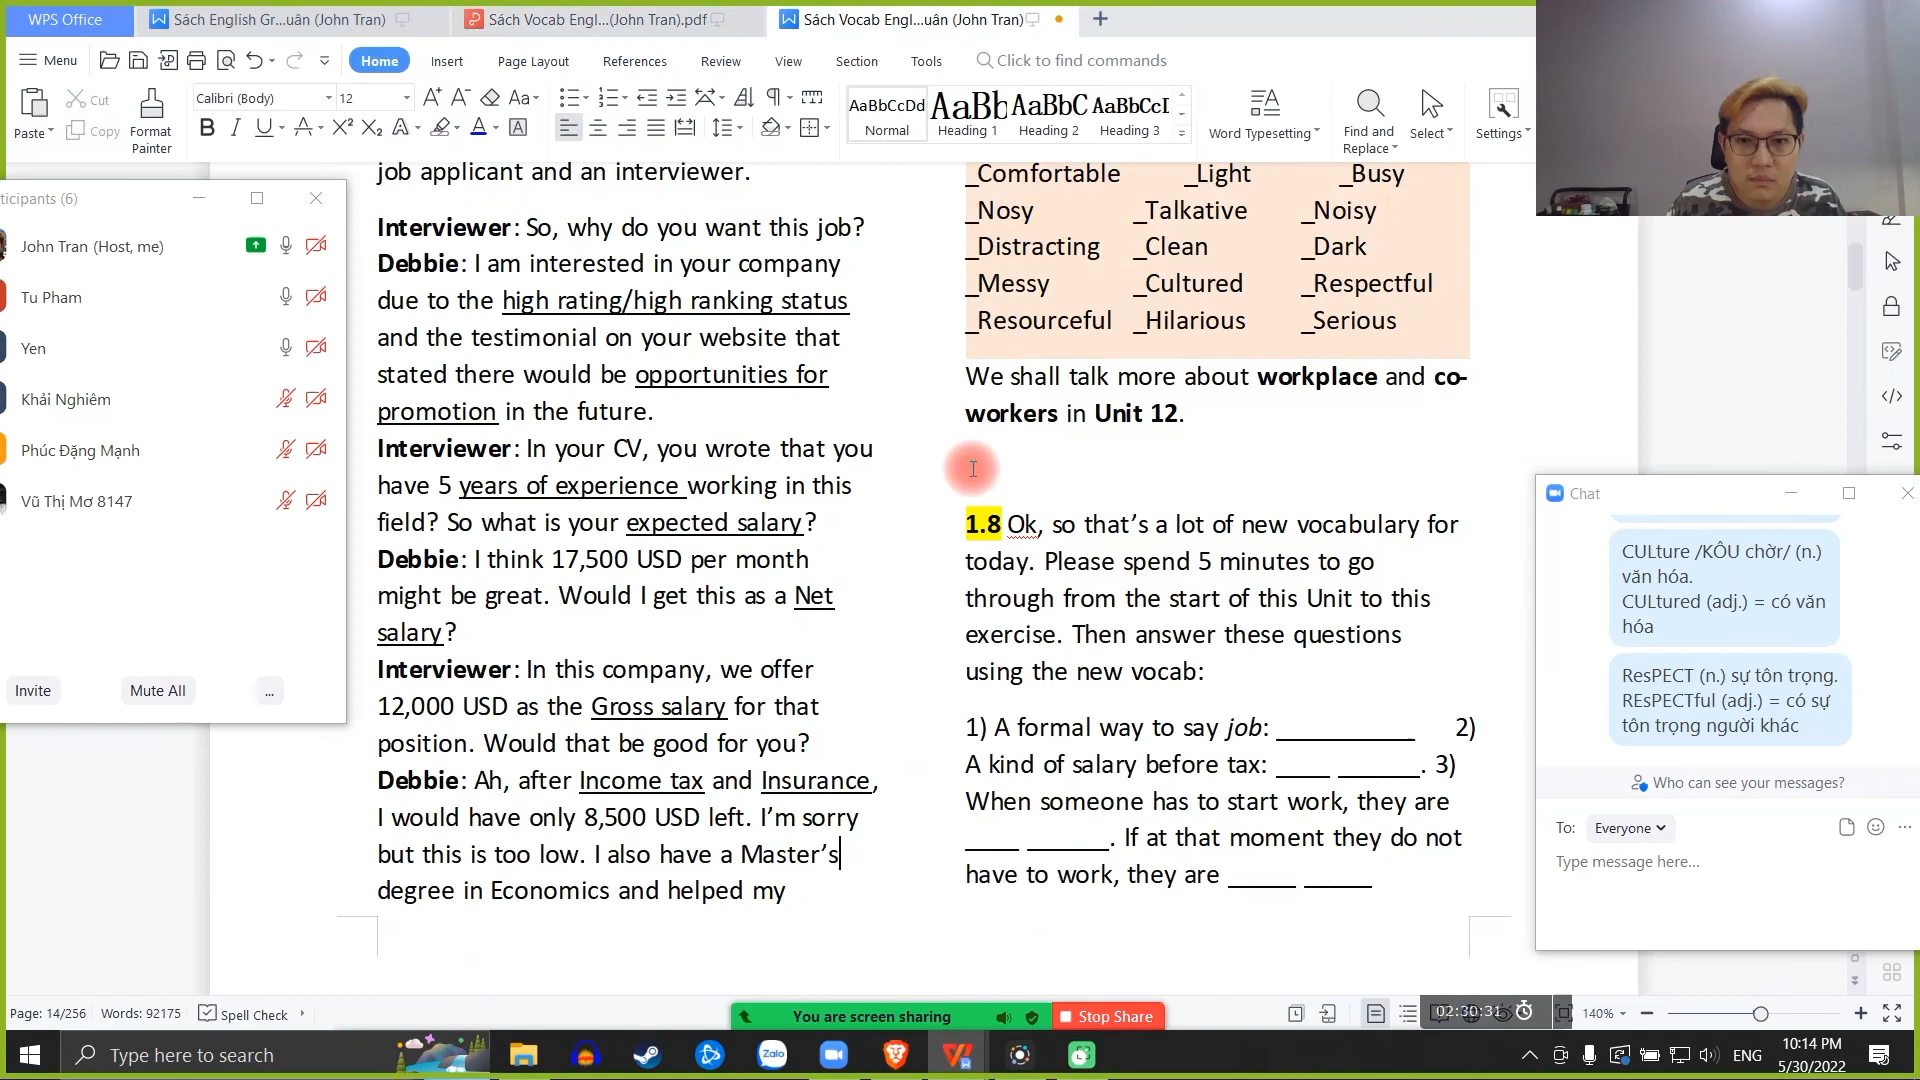 WPS Office
Sách English Gr...uân (John Tran)
Sách Vocab Engl...(John Tran).pdf
Sách Vocab Engl...uân (John Tran)
Menu
Home
Insert
Page Layout
References
Review
View
Section
Tools
Click to find commands
Paste
Cut
Copy
Format
Painter
Calibri (Body)
12
AaBbCcDd
Normal
AaBb
Heading 1
AaBbC
Heading 2
AaBbCcI
Heading 3
Word Typesetting
Find and
Replace
Select
Settings
ticipants (6)
John Tran (Host, me)
Tu Pham
Yen
Khải Nghiêm
Phúc Đặng Mạnh
Vũ Thị Mơ 8147
Invite
Mute All
...
job applicant and an interviewer.
Interviewer: So, why do you want this job?
Debbie: I am interested in your company
due to the high rating/high ranking status
and the testimonial on your website that
stated there would be opportunities for
promotion in the future.
Interviewer: In your CV, you wrote that you
have 5 years of experience working in this
field? So what is your expected salary?
Debbie: I think 17,500 USD per month
might be great. Would I get this as a Net
salary?
Interviewer: In this company, we offer
12,000 USD as the Gross salary for that
position. Would that be good for you?
Debbie: Ah, after Income tax and Insurance,
I would have only 8,500 USD left. I'm sorry
but this is too low. I also have a Master's
degree in Economics and helped my
_Comfortable _Light _Busy
_Nosy _Talkative _Noisy
_Distracting _Clean _Dark
_Messy _Cultured _Respectful
_Resourceful _Hilarious _Serious
We shall talk more about workplace and co-
workers in Unit 12.
1.8 Ok, so that's a lot of new vocabulary for
today. Please spend 5 minutes to go
through from the start of this Unit to this
exercise. Then answer these questions
using the new vocab:
1) A formal way to say job: __________ 2)
A kind of salary before tax: ____ ______. 3)
When someone has to start work, they are
____ ______. If at that moment they do not
have to work, they are _____ _____
Chat
CULture /KÔU chờr/ (n.)
văn hóa.
CULtured (adj.) = có văn
hóa
ResPECT (n.) sự tôn trọng.
REsPECTful (adj.) = có sự
tôn trọng người khác
Who can see your messages?
To: Everyone
Type message here...
Page: 14/256
Words: 92175
Spell Check
You are screen sharing
Stop Share
02:30:31
140%
Type here to search
Zalo
ENG
10:14 PM
5/30/2022